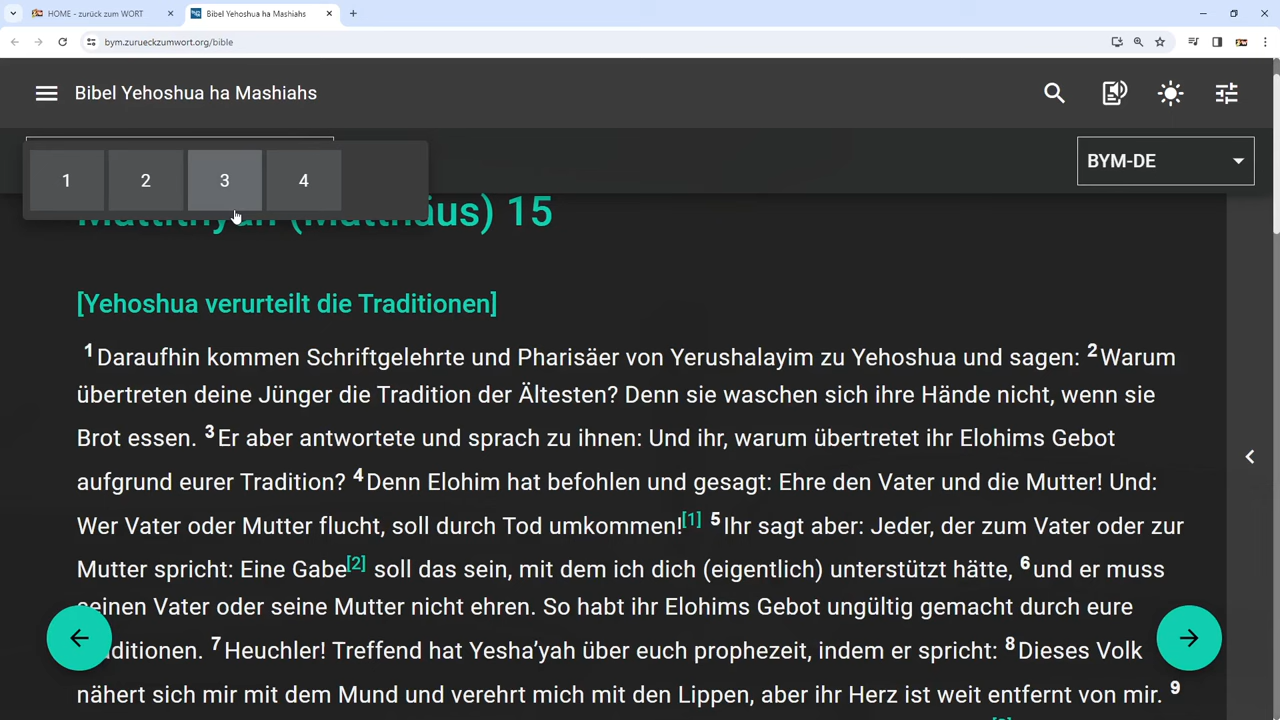 HOME - zurück zum WORT
Bibel Yehoshua ha Mashiahs
bym.zurueckzumwort.org/bible
Bibel Yehoshua ha Mashiahs
1 2 3 4
BYM-DE
(Matthäus) 15
[Yehoshua verurteilt die Traditionen]
1 Daraufhin kommen Schriftgelehrte und Pharisäer von Yerushalayim zu Yehoshua und sagen: 2 Warum
übertreten deine Jünger die Tradition der Ältesten? Denn sie waschen sich ihre Hände nicht, wenn sie
Brot essen. 3 Er aber antwortete und sprach zu ihnen: Und ihr, warum übertretet ihr Elohims Gebot
aufgrund eurer Tradition? 4 Denn Elohim hat befohlen und gesagt: Ehre den Vater und die Mutter! Und:
Wer Vater oder Mutter flucht, soll durch Tod umkommen![1] 5 Ihr sagt aber: Jeder, der zum Vater oder zur
Mutter spricht: Eine Gabe[2] soll das sein, mit dem ich dich (eigentlich) unterstützt hätte, 6 und er muss
seinen Vater oder seine Mutter nicht ehren. So habt ihr Elohims Gebot ungültig gemacht durch eure
ditionen. 7 Heuchler! Treffend hat Yesha’yah über euch prophezeit, indem er spricht: 8 Dieses Volk
nähert sich mir mit dem Mund und verehrt mich mit den Lippen, aber ihr Herz ist weit entfernt von mir. 9